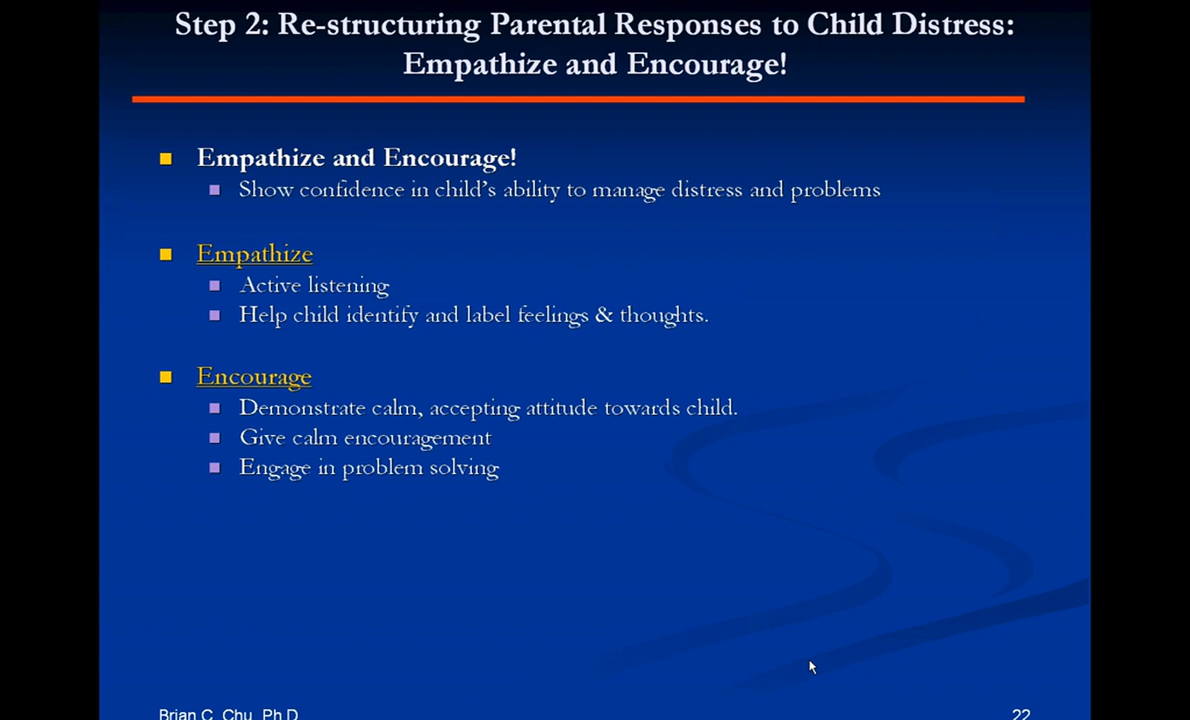 Step 2: Re-structuring Parental Responses to Child Distress:
Empathize and Encourage!
Empathize and Encourage!
Show confidence in child's ability to manage distress and problems
Empathize
Active listening
Help child identify and label feelings & thoughts.
Encourage
Demonstrate calm, accepting attitude towards child.
Give calm encouragement
Engage in problem solving
Brian C. Chu, Ph.D.
22